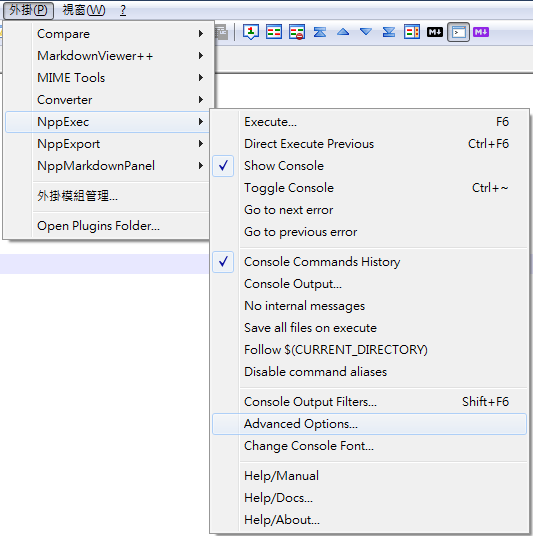 外掛(P) 視窗(W) ?
Compare
MarkdownViewer++
MIME Tools
Converter
NppExec
NppExport
NppMarkdownPanel
外掛模組管理...
Open Plugins Folder...
Execute... F6
Direct Execute Previous Ctrl+F6
Show Console
Toggle Console Ctrl+~
Go to next error
Go to previous error
Console Commands History
Console Output...
No internal messages
Save all files on execute
Follow $(CURRENT_DIRECTORY)
Disable command aliases
Console Output Filters... Shift+F6
Advanced Options...
Change Console Font...
Help/Manual
Help/Docs...
Help/About...